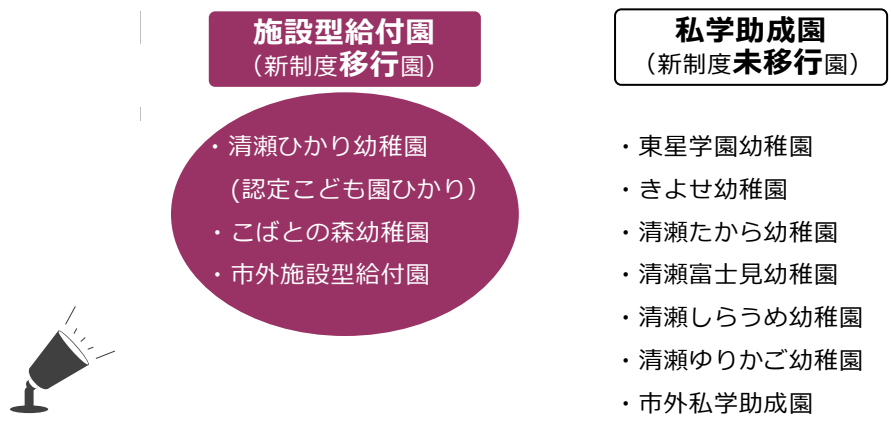 施設型給付園
（新制度移行園）
・清瀬ひかり幼稚園
(認定こども園ひかり）
・こばとの森幼稚園
・市外施設型給付園
私学助成園
（新制度未移行園）
・東星学園幼稚園
・きよせ幼稚園
・清瀬たから幼稚園
・清瀬富士見幼稚園
・清瀬しらうめ幼稚園
・清瀬ゆりかご幼稚園
・市外私学助成園